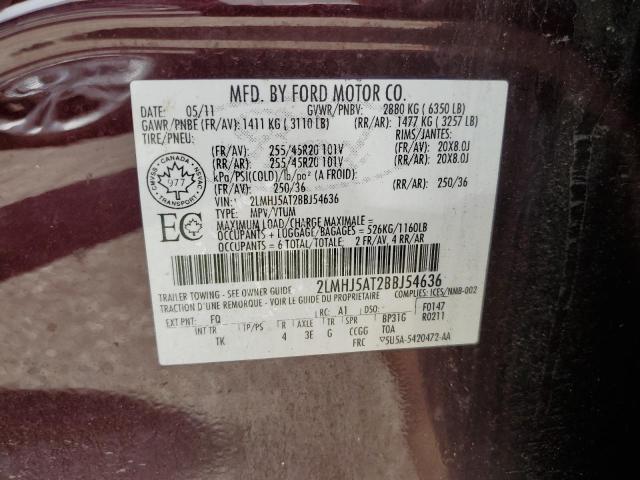 MFD. BY FORD MOTOR CO.
DATE: 05/11 GVWR/PNBV: 2880 KG ( 6350 LB)
GAWR/PNBE (FR/AV): 1411 KG ( 3110 LB) (RR/AR): 1477 KG ( 3257 LB)
TIRE/PNEU: RIMS/JANTES:
(FR/AV): 255/45R20 101V (FR/AV): 20X8.0J
(RR/AR): 255/45R20 101V (RR/AR): 20X8.0J
kPa/PSI(COLD)/lb/po² (A FROID)
(FR/AV): 250/36 (RR/AR): 250/36
VIN: 2LMHJ5AT2BBJ54636
TYPE: MPV/VTUM
MAXIMUM LOAD/CHARGE MAXIMALE =
OCCUPANTS + LUGGAGE/BAGAGES = 526KG/1160LB
OCCUPANTS = 6 TOTAL/TOTALE: 2 FR/AV, 4 RR/AR
CANADA
977
TRANSPORT
EC
2LMHJ5AT2BBJ54636
TRAILER TOWING - SEE OWNER GUIDE
TRACTION D'UNE REMORQUE - VOIR GUIDE DU PROPRIETAIRE COMPLIES: ICES/NMB-002
EXT PNT: FQ RC: A1 DSO: F0147
R0211
INT TR TP/PS R AXLE TR SPR BP3TG
TK 4 3E G CCGG TOA
FRC 5U5A-5420472-AA